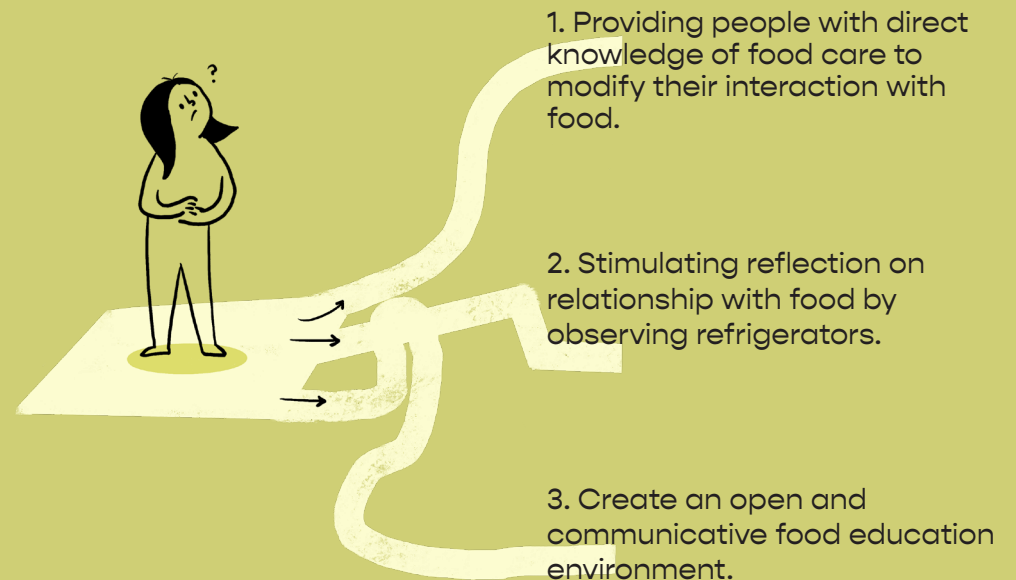 ?
1. Providing people with direct
knowledge of food care to
modify their interaction with
food.
2. Stimulating reflection on
relationship with food by
observing refrigerators.
3. Create an open and
communicative food education
environment.